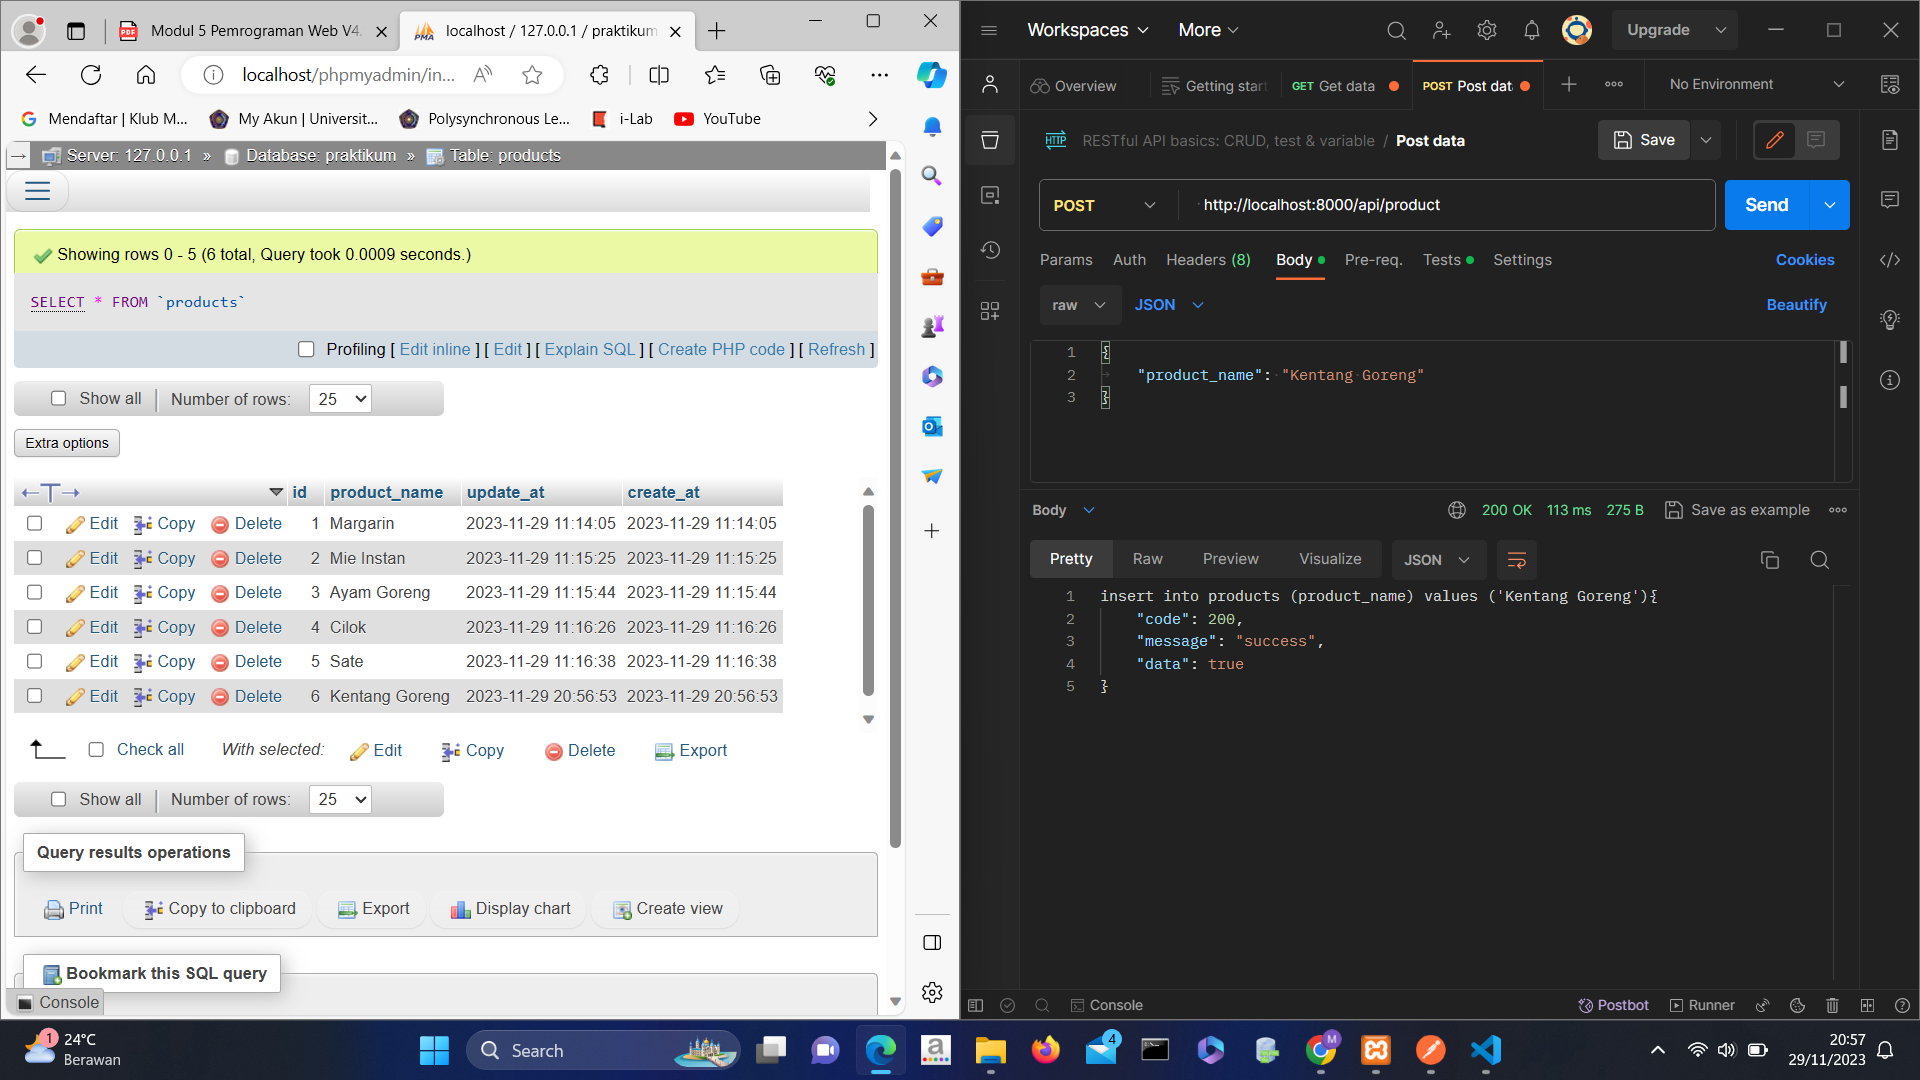 Modul 5 Pemrograman Web V4.
localhost / 127.0.0.1 / praktikum
localhost/phpmyadmin/in...
Mendaftar | Klub M...
My Akun | Universit...
Polysynchronous Le...
i-Lab
YouTube
Server: 127.0.0.1 » Database: praktikum » Table: products
Showing rows 0 - 5 (6 total, Query took 0.0009 seconds.)
SELECT * FROM `products`
Profiling [ Edit inline ] [ Edit ] [ Explain SQL ] [ Create PHP code ] [ Refresh ]
Show all Number of rows: 25
Extra options
id product_name update_at create_at
Edit Copy Delete 1 Margarin 2023-11-29 11:14:05 2023-11-29 11:14:05
Edit Copy Delete 2 Mie Instan 2023-11-29 11:15:25 2023-11-29 11:15:25
Edit Copy Delete 3 Ayam Goreng 2023-11-29 11:15:44 2023-11-29 11:15:44
Edit Copy Delete 4 Cilok 2023-11-29 11:16:26 2023-11-29 11:16:26
Edit Copy Delete 5 Sate 2023-11-29 11:16:38 2023-11-29 11:16:38
Edit Copy Delete 6 Kentang Goreng 2023-11-29 20:56:53 2023-11-29 20:56:53
Check all With selected: Edit Copy Delete Export
Show all Number of rows: 25
Query results operations
Print Copy to clipboard Export Display chart Create view
Bookmark this SQL query
Console
Workspaces More Upgrade
Overview Getting start GET Get data POST Post dat No Environment
HTTP RESTful API basics: CRUD, test & variable / Post data Save
POST http://localhost:8000/api/product Send
Params Auth Headers (8) Body Pre-req. Tests Settings Cookies
raw JSON Beautify
1 {
2 "product_name": "Kentang Goreng"
3 }
Body 200 OK 113 ms 275 B Save as example
Pretty Raw Preview Visualize JSON
1 insert into products (product_name) values ('Kentang Goreng'){
2 "code": 200,
3 "message": "success",
4 "data": true
5 }
Console Postbot Runner
1 24°C
Berawan
Search
4
M
20:57
29/11/2023